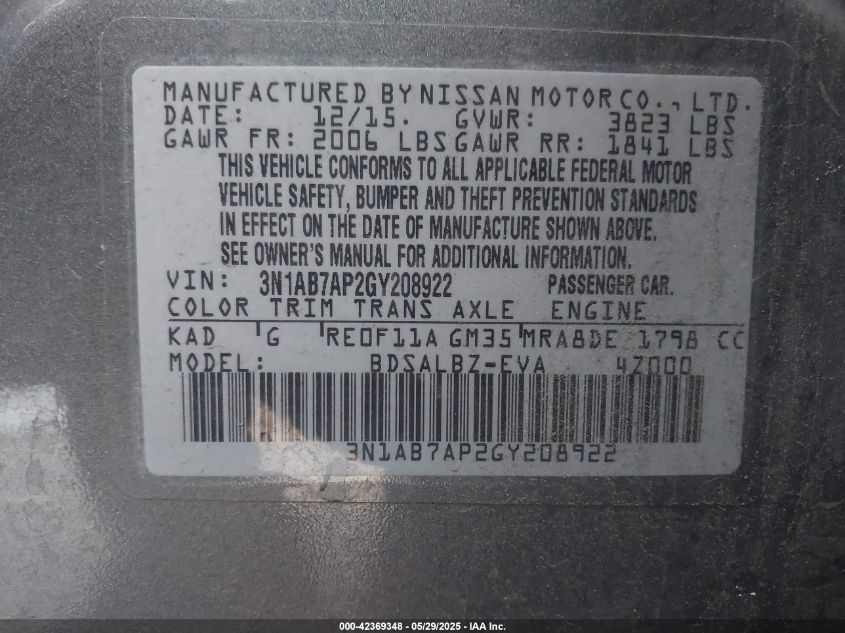 MANUFACTURED BY NISSAN MOTOR CO., LTD.
DATE: 12/15. GVWR: 3823 LBS
GAWR FR: 2006 LBS GAWR RR: 1841 LBS
THIS VEHICLE CONFORMS TO ALL APPLICABLE FEDERAL MOTOR
VEHICLE SAFETY, BUMPER AND THEFT PREVENTION STANDARDS
IN EFFECT ON THE DATE OF MANUFACTURE SHOWN ABOVE.
SEE OWNER'S MANUAL FOR ADDITIONAL INFORMATION.
VIN: 3N1AB7AP2GY208922 PASSENGER CAR.
COLOR TRIM TRANS AXLE ENGINE
KAD G RE0F11A GM35 MRA8DE 1798 CC
MODEL: BDSALBZ-EVA 4Z000
3N1AB7AP2GY208922
000-42369348 - 05/29/2025 - IAA Inc.